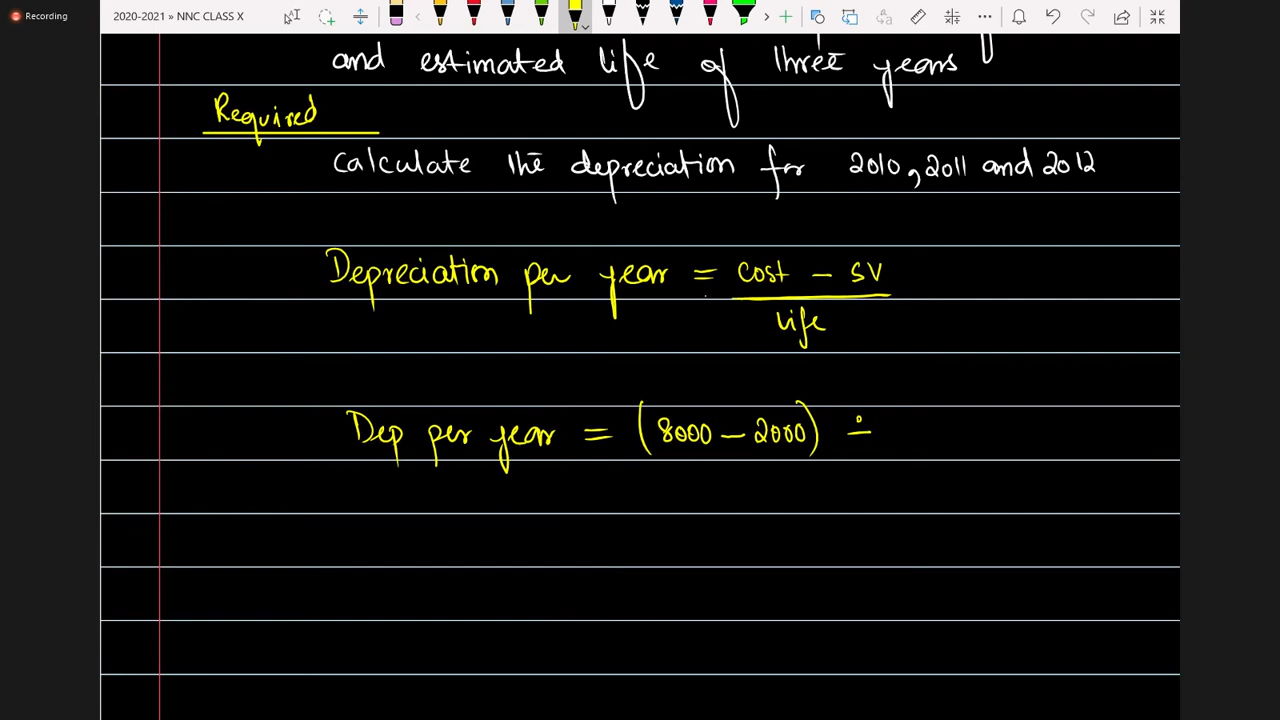 Recording
2020-2021 » NNC CLASS X
and estimated life of three years
Required
Calculate the depreciation for 2010, 2011 and 2012
Depreciation per year = cost - SV
life
Dep per year = (8000 - 2000) ÷